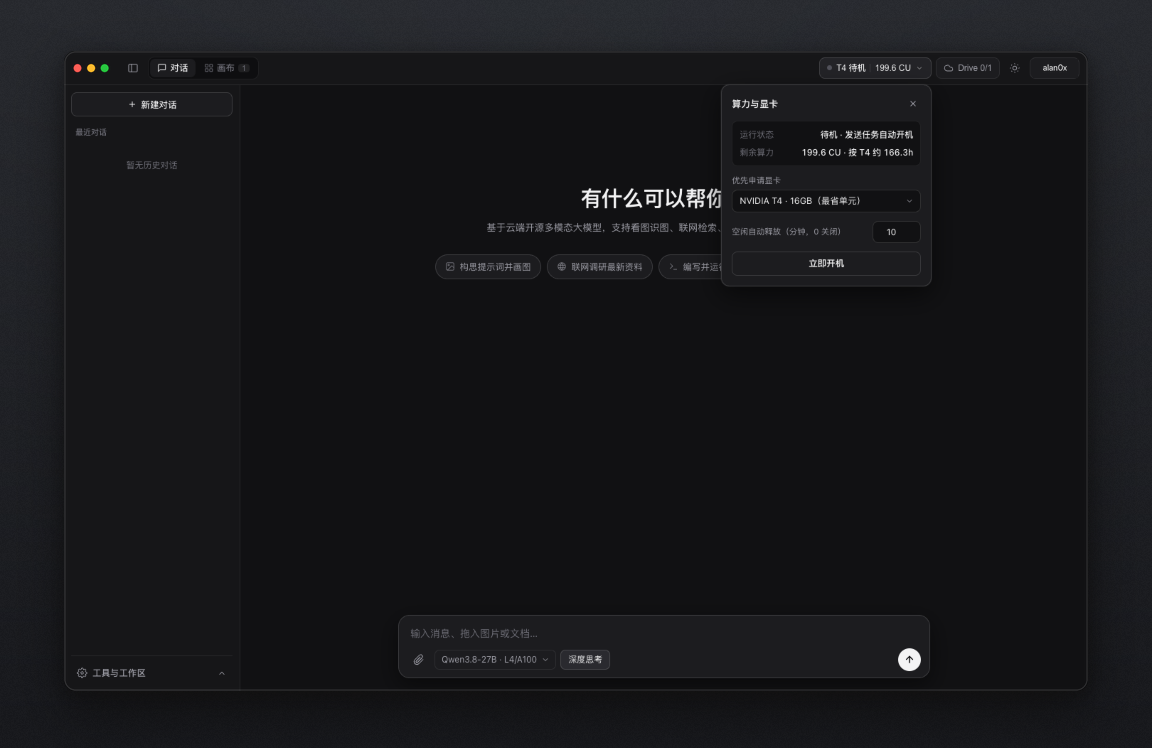 对话 画布 1 T4 待机 199.6 CU Drive 0/1 alan0x
+ 新建对话
最近对话
暂无历史对话
工具与工作区
有什么可以帮你
基于云端开源多模态大模型，支持看图识图、联网检索、
构思提示词并画图 联网调研最新资料 编写并运行
算力与显卡
运行状态 待机 · 发送任务自动开机
剩余算力 199.6 CU · 按 T4 约 166.3h
优先申请显卡
NVIDIA T4 · 16GB（最省单元）
空闲自动释放（分钟，0 关闭） 10
立即开机
输入消息、拖入图片或文档...
Qwen3.8-27B · L4/A100 深度思考